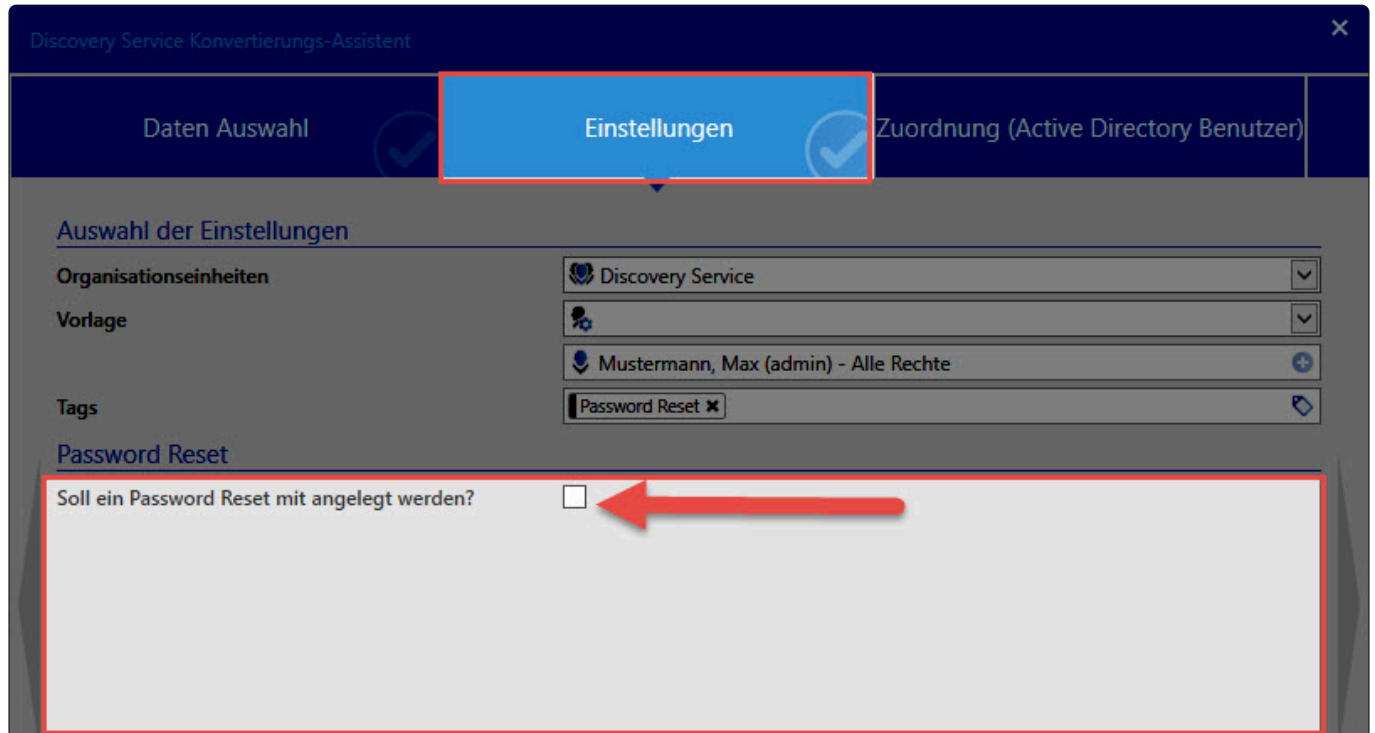 Discovery Service Konvertierungs-Assistent
Daten Auswahl
Einstellungen
Zuordnung (Active Directory Benutzer)
Auswahl der Einstellungen
Organisationseinheiten
Discovery Service
Vorlage
Mustermann, Max (admin) - Alle Rechte
Tags
Password Reset
Password Reset
Soll ein Password Reset mit angelegt werden?